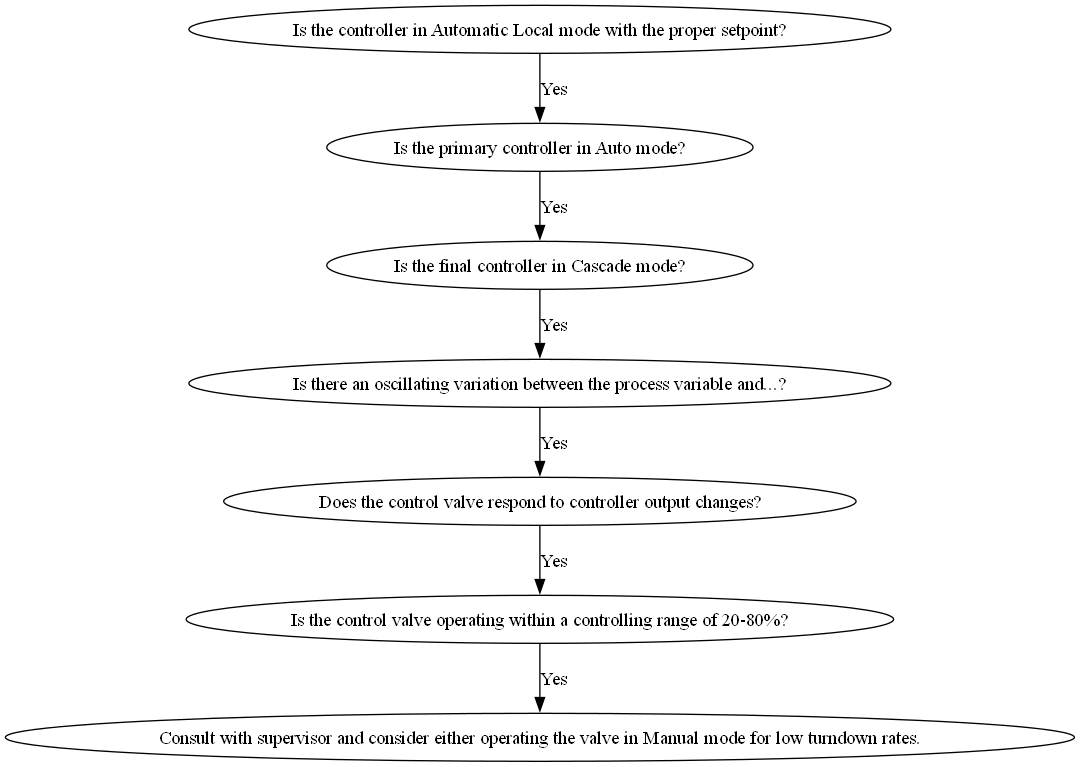 Is the controller in Automatic Local mode with the proper setpoint?
Yes
Is the primary controller in Auto mode?
Yes
Is the final controller in Cascade mode?
Yes
Is there an oscillating variation between the process variable and...?
Yes
Does the control valve respond to controller output changes?
Yes
Is the control valve operating within a controlling range of 20-80%?
Yes
Consult with supervisor and consider either operating the valve in Manual mode for low turndown rates.